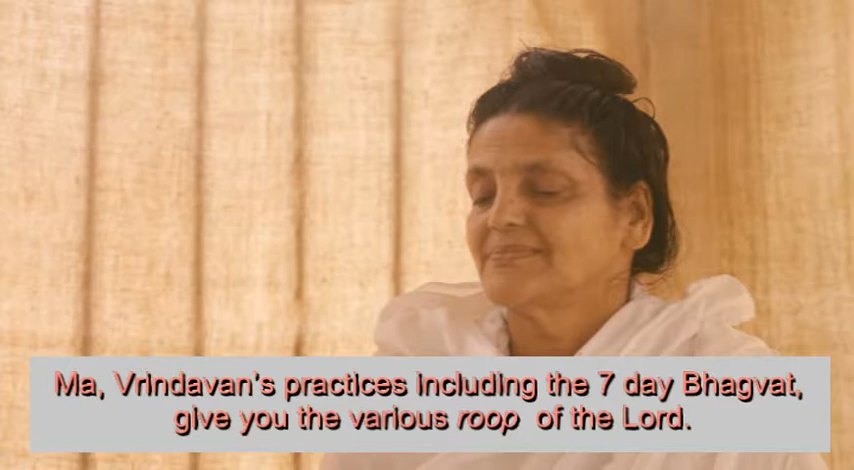 Ma, Vrindavan's practices including the 7 day Bhagvat,
give you the various roop of the Lord.